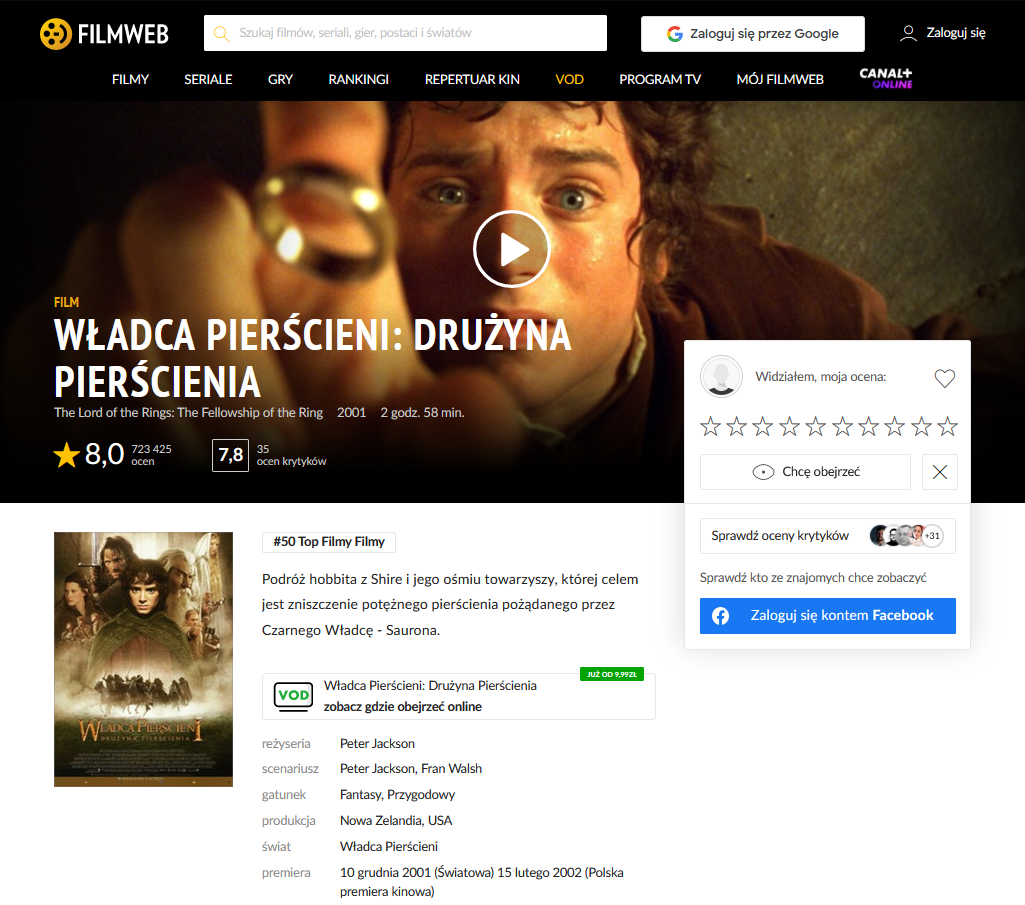 FILMWEB
Szukaj filmów, seriali, gier, postaci i światów
Zaloguj się przez Google
Zaloguj się
FILMY SERIALE GRY RANKINGI REPERTUAR KIN VOD PROGRAM TV MÓJ FILMWEB CANAL+ ONLINE
FILM
WŁADCA PIERŚCIENI: DRUŻYNA
PIERŚCIENIA
The Lord of the Rings: The Fellowship of the Ring 2001 2 godz. 58 min.
8,0 723 425 ocen
7,8 35 ocen krytyków
Widziałem, moja ocena:
Chcę obejrzeć
Sprawdź oceny krytyków +31
Sprawdź kto ze znajomych chce zobaczyć
Zaloguj się kontem Facebook
WŁADCA PIERŚCIENI
DRUŻYNA PIERŚCIENIA
#50 Top Filmy Filmy
Podróż hobbita z Shire i jego ośmiu towarzyszy, której celem
jest zniszczenie potężnego pierścienia pożądanego przez
Czarnego Władcę - Saurona.
JUŻ OD 9,99ZŁ
VOD
Władca Pierścieni: Drużyna Pierścienia
zobacz gdzie obejrzeć online
reżyseria Peter Jackson
scenariusz Peter Jackson, Fran Walsh
gatunek Fantasy, Przygodowy
produkcja Nowa Zelandia, USA
świat Władca Pierścieni
premiera 10 grudnia 2001 (Światowa) 15 lutego 2002 (Polska
premiera kinowa)